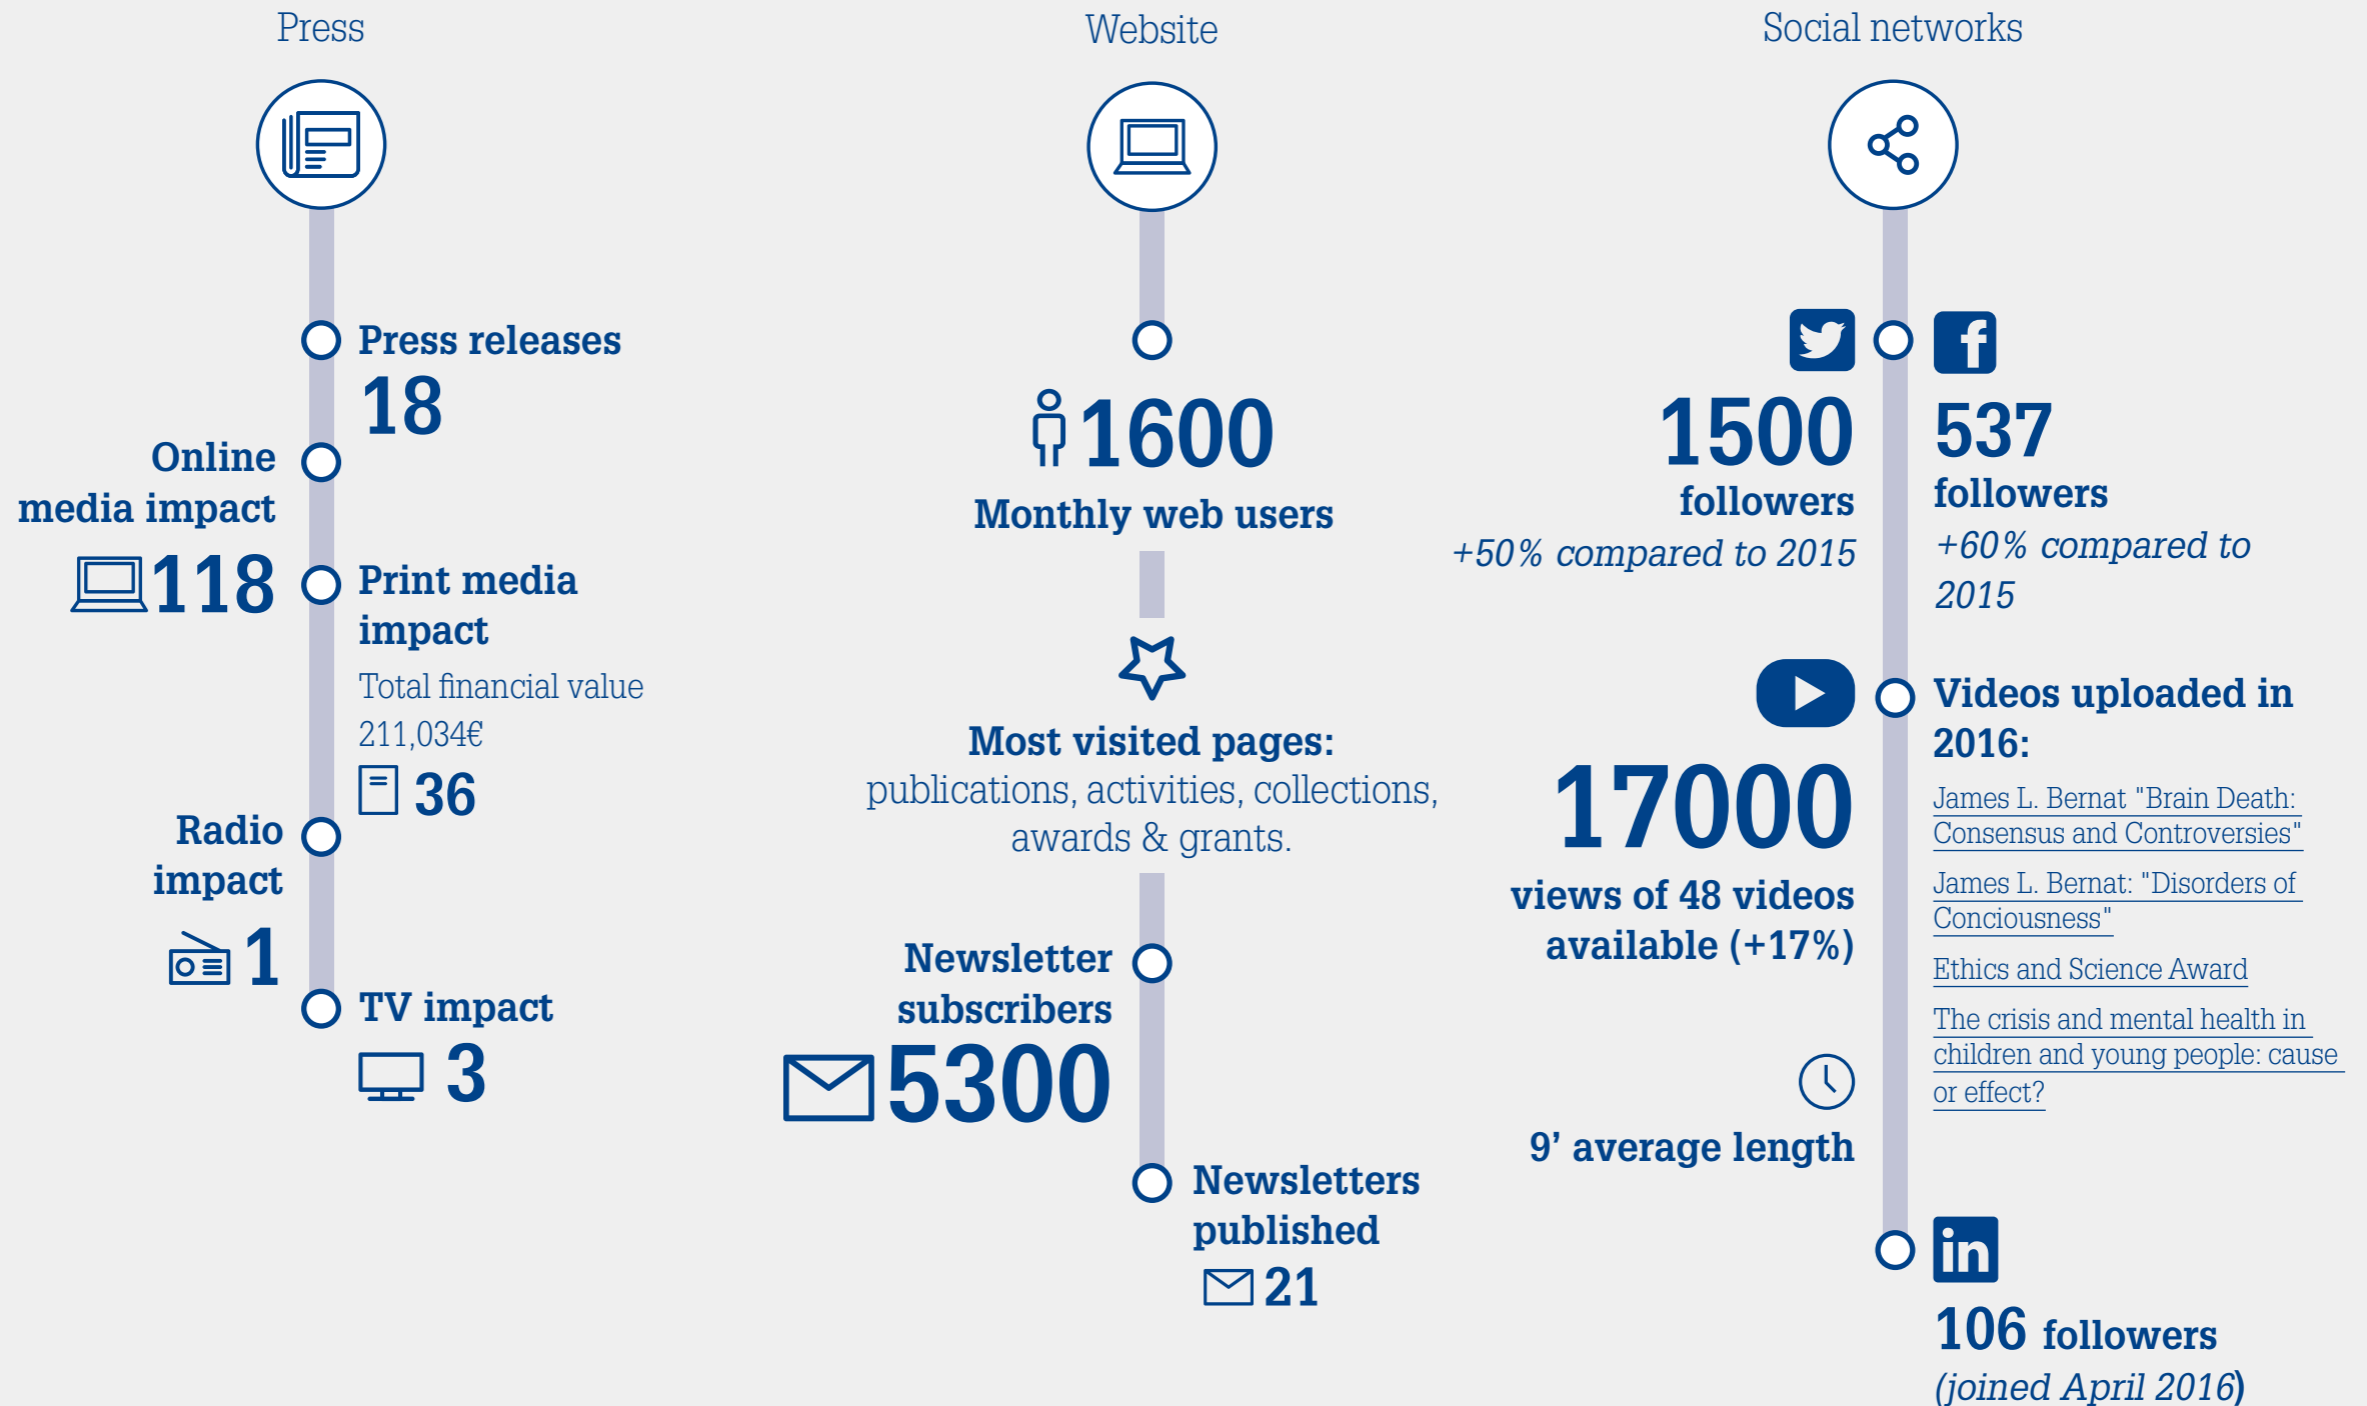 Press
Press releases
18
Online
media impact
118
Print media
impact
Total financial value
211,034€
36
Radio
impact
1
TV impact
3
Website
1600
Monthly web users
Most visited pages:
publications, activities, collections,
awards & grants.
Newsletter
subscribers
5300
Newsletters
published
21
Social networks
1500
followers
+50% compared to 2015
f
537
followers
+60% compared to
2015
17000
views of 48 videos
available (+17%)
9’ average length
Videos uploaded in
2016:
James L. Bernat "Brain Death:
Consensus and Controversies"
James L. Bernat: "Disorders of
Conciousness"
Ethics and Science Award
The crisis and mental health in
children and young people: cause
or effect?
in
106 followers
(joined April 2016)